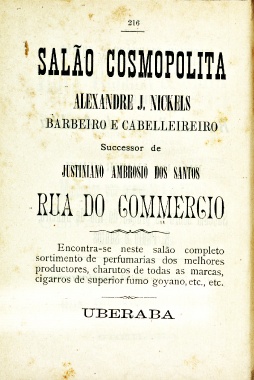 216
SALÃO COSMOPOLITA
ALEXANDRE J. NICKELS
BARBEIRO E CABELLEIREIRO
Successor de
JUSTINIANO AMBROSIO DOS SANTOS
RUA DO COMMERCIO
Encontra-se neste salão completo
sortimento de perfumarias dos melhores
productores, charutos de todas as marcas,
cigarros de superior fumo goyano, etc., etc.
UBERABA